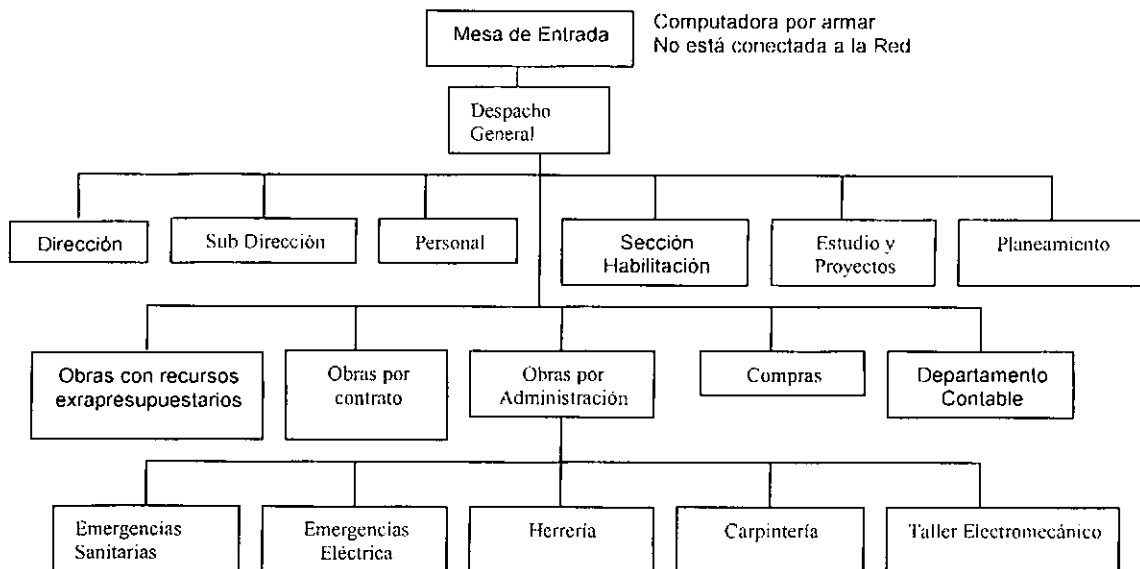 Mesa de Entrada
Computadora por armar
No está conectada a la Red
Despacho
General
Dirección
Sub Dirección
Personal
Sección
Habilitación
Estudio y
Proyectos
Planeamiento
Obras con recursos
exrapresupuestarios
Obras por
contrato
Obras por
Administración
Compras
Departamento
Contable
Emergencias
Sanitarias
Emergencias
Eléctrica
Herrería
Carpintería
Taller Electromecánico